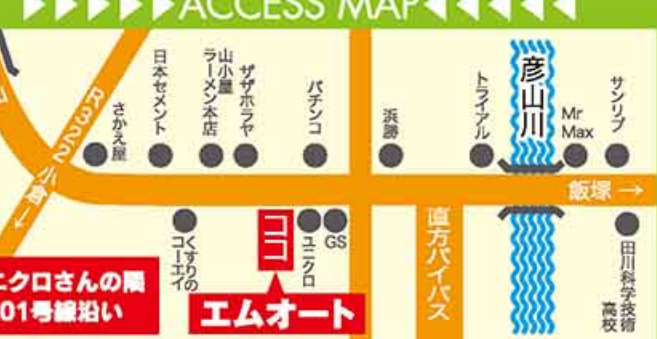 ▶▶▶▶▶▶ACCESS MAP◀◀◀◀◀◀
R322 小倉→
さかえ屋
日本セメント
山小屋
ラーメン本店
ザザホラヤ
パチンコ
浜勝
トライアル
彦山川
Mr
Max
サンリブ
飯塚→
くすりの
コーエイ
ココ
ユニクロ
GS
直方バイパス
田川科学技術
高校
ニクロさんの隣
01号線沿い
エムオート